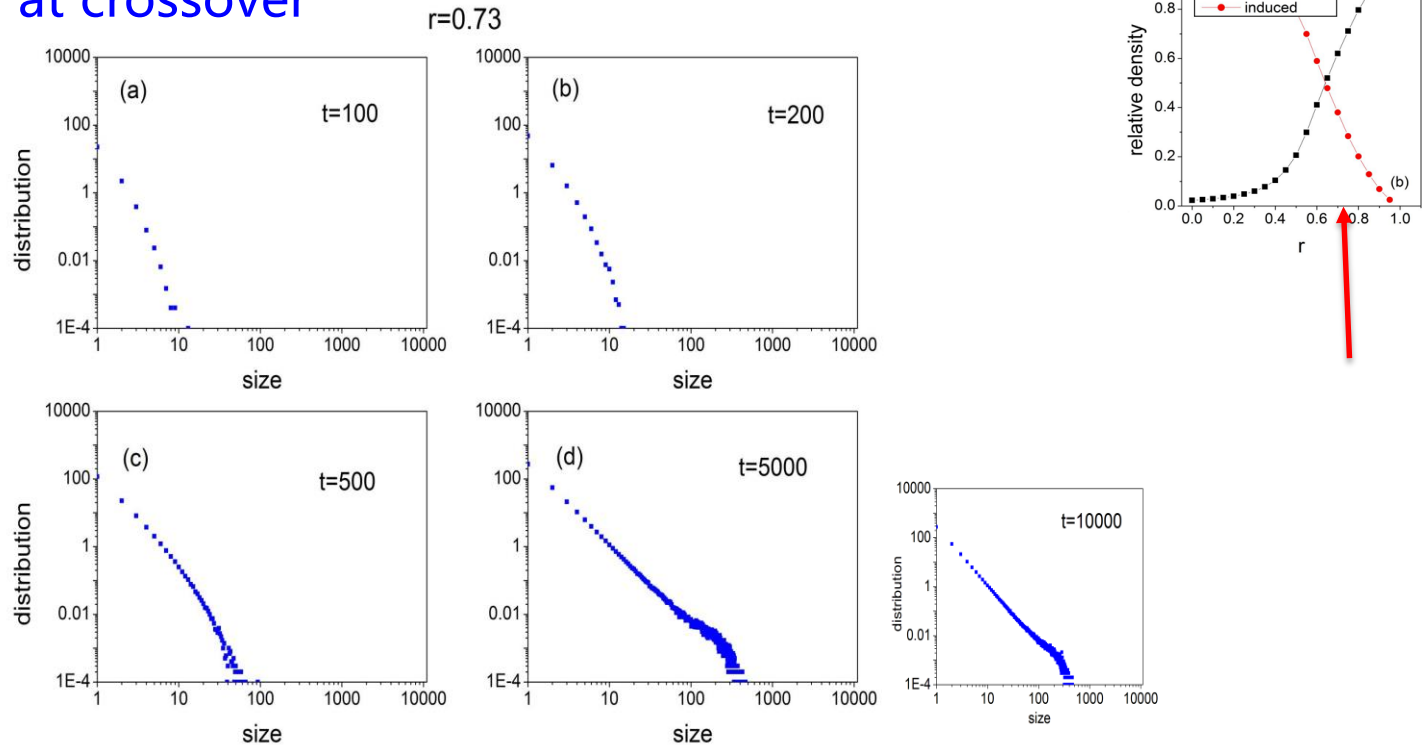 at crossover
r=0.73
10000
100
1
0.01
1E-4
(a)
t=100
distribution
1
10
100
1000
10000
size
10000
100
1
0.01
1E-4
(b)
t=200
1
10
100
1000
10000
size
0.8
0.6
0.4
0.2
0.0
relative density
induced
(b)
0.0
0.2
0.4
0.6
0.8
1.0
r
10000
100
1
0.01
1E-4
(c)
t=500
distribution
1
10
100
1000
10000
size
10000
100
1
0.01
1E-4
(d)
t=5000
1
10
100
1000
10000
size
10000
100
1
0.01
1E-4
t=10000
distribution
1
10
100
1000
10000
size